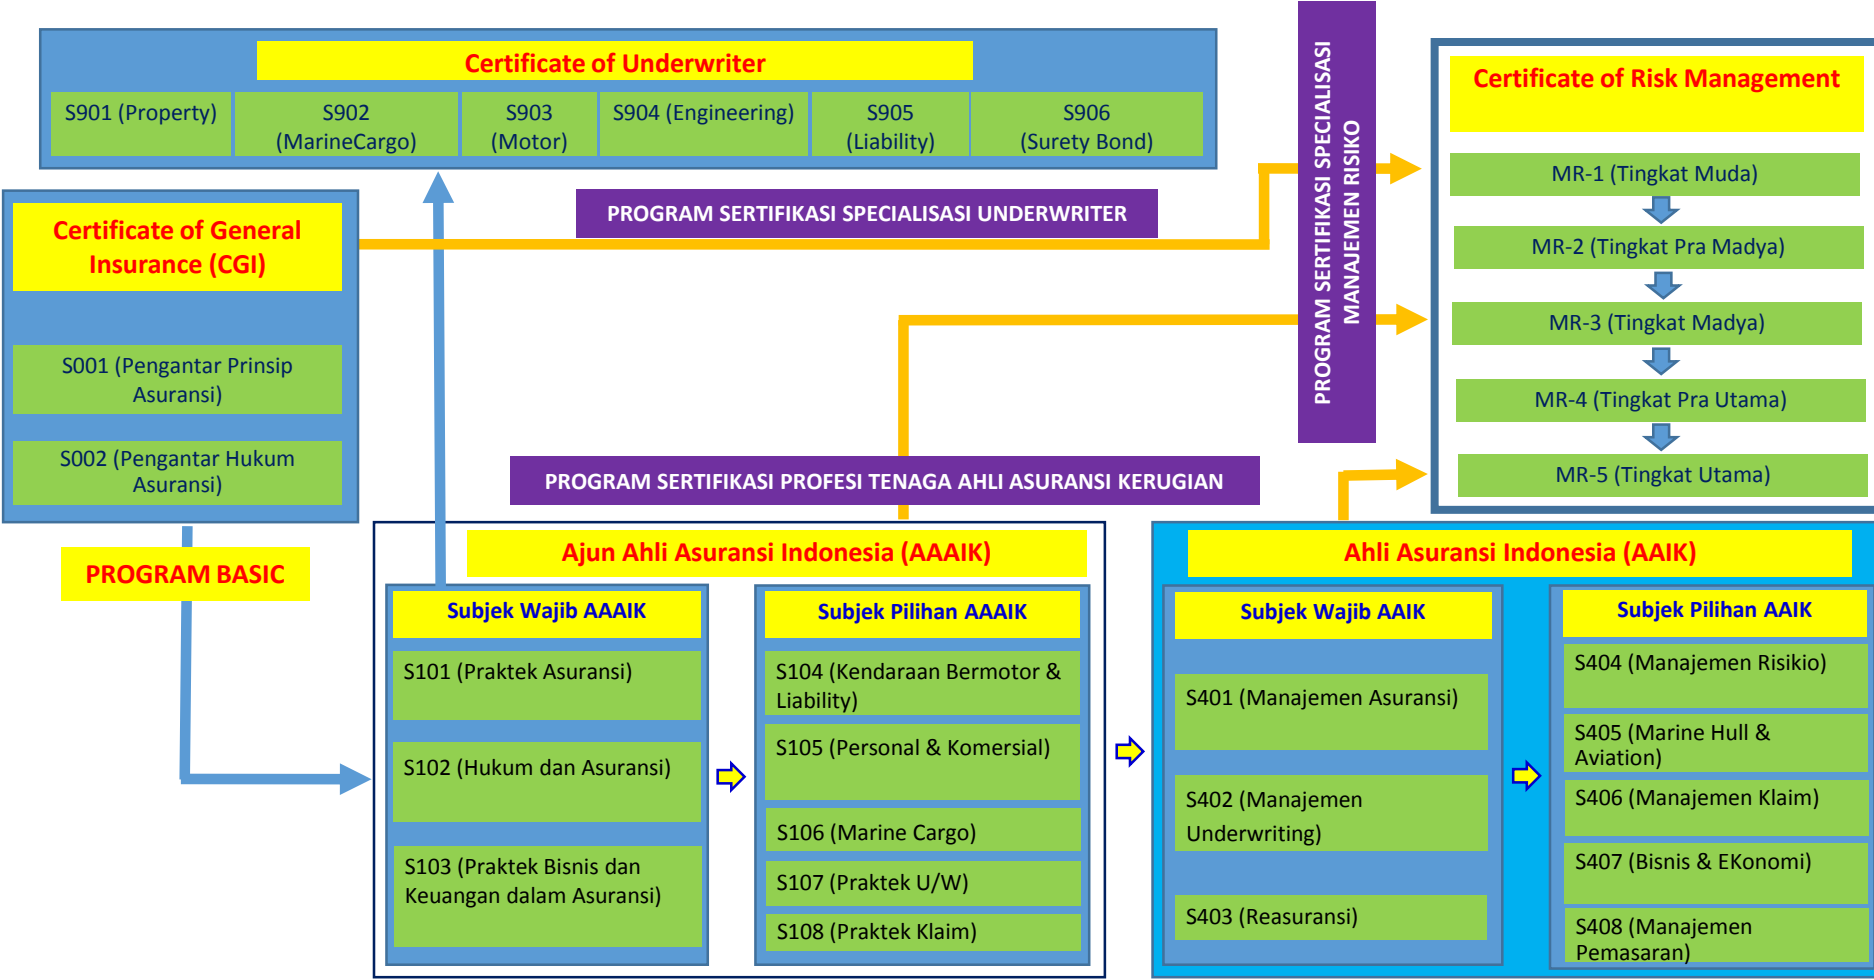 Certificate of Underwriter
S901 (Property)
S902
(MarineCargo)
S903
(Motor)
S904 (Engineering)
S905
(Liability)
S906
(Surety Bond)
PROGRAM SERTIFIKASI SPECIALISASI
MANAJEMEN RISIKO
Certificate of Risk Management
MR-1 (Tingkat Muda)
MR-2 (Tingkat Pra Madya)
MR-3 (Tingkat Madya)
MR-4 (Tingkat Pra Utama)
MR-5 (Tingkat Utama)
PROGRAM SERTIFIKASI SPECIALISASI UNDERWRITER
Certificate of General
Insurance (CGI)
S001 (Pengantar Prinsip
Asuransi)
S002 (Pengantar Hukum
Asuransi)
PROGRAM BASIC
PROGRAM SERTIFIKASI PROFESI TENAGA AHLI ASURANSI KERUGIAN
Ajun Ahli Asuransi Indonesia (AAAIK)
Subjek Wajib AAAIK
S101 (Praktek Asuransi)
S102 (Hukum dan Asuransi)
S103 (Praktek Bisnis dan
Keuangan dalam Asuransi)
Subjek Pilihan AAAIK
S104 (Kendaraan Bermotor &
Liability)
S105 (Personal & Komersial)
S106 (Marine Cargo)
S107 (Praktek U/W)
S108 (Praktek Klaim)
Ahli Asuransi Indonesia (AAIK)
Subjek Wajib AAIK
S401 (Manajemen Asuransi)
S402 (Manajemen
Underwriting)
S403 (Reasuransi)
Subjek Pilihan AAIK
S404 (Manajemen Risikio)
S405 (Marine Hull &
Aviation)
S406 (Manajemen Klaim)
S407 (Bisnis & EKonomi)
S408 (Manajemen
Pemasaran)